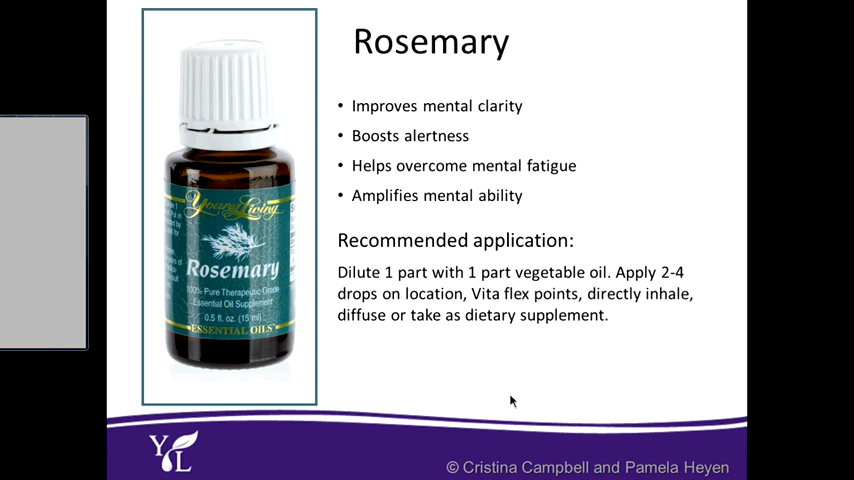 Rosemary
• Improves mental clarity
• Boosts alertness
• Helps overcome mental fatigue
• Amplifies mental ability
Recommended application:
Dilute 1 part with 1 part vegetable oil. Apply 2-4
drops on location, Vita flex points, directly inhale,
diffuse or take as dietary supplement.
Young Living
Rosemary
100% Pure Therapeutic-Grade
Essential Oil Supplement
0.5 fl. oz. (15 ml)
ESSENTIAL OILS
Y L
© Cristina Campbell and Pamela Heyen